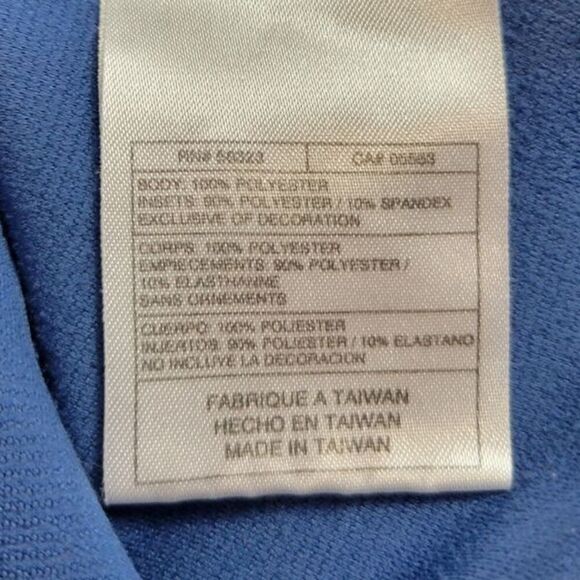 RN# 56323 CA# 05553
BODY: 100% POLYESTER
INSETS: 90% POLYESTER / 10% SPANDEX
EXCLUSIVE OF DECORATION
CORPS: 100% POLYESTER
EMPIECEMENTS: 90% POLYESTER /
10% ELASTHANNE
SANS ORNEMENTS
CUERPO: 100% POLIESTER
INJERTOS: 90% POLIESTER / 10% ELASTANO
NO INCLUYE LA DECORACION
FABRIQUE A TAIWAN
HECHO EN TAIWAN
MADE IN TAIWAN